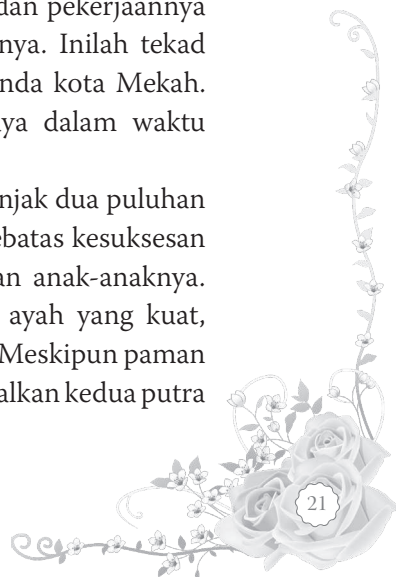 dan pekerjaannya
nya. Inilah tekad
nda kota Mekah.
ya dalam waktu
njak dua puluhan
ebatas kesuksesan
an anak-anaknya.
ayah yang kuat,
Meskipun paman
alkan kedua putra
21